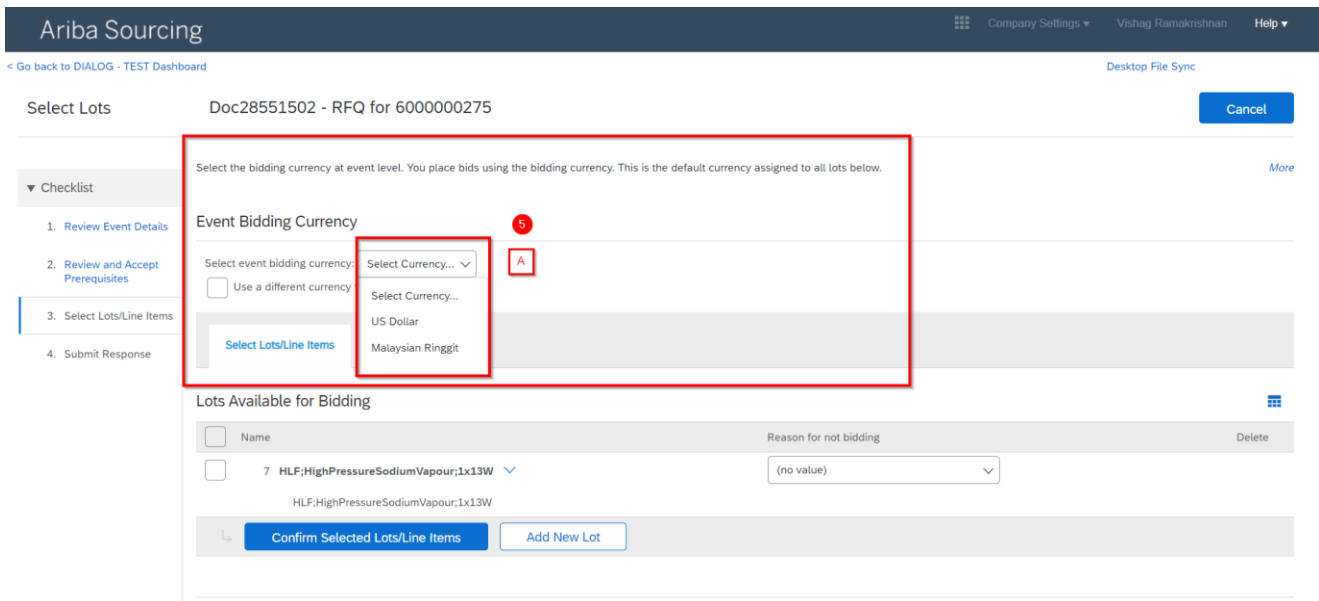 Ariba Sourcing
Company Settings ▾
Vishag Ramakrishnan
Help ▾
< Go back to DIALOG - TEST Dashboard
Desktop File Sync
Select Lots
Doc28551502 - RFQ for 6000000275
Cancel
Select the bidding currency at event level. You place bids using the bidding currency. This is the default currency assigned to all lots below.
More
▼ Checklist
1. Review Event Details
2. Review and Accept
Prerequisites
3. Select Lots/Line Items
4. Submit Response
Event Bidding Currency
5
Select event bidding currency:
Select Currency...
A
Use a different currency
Select Currency...
US Dollar
Malaysian Ringgit
Select Lots/Line Items
Lots Available for Bidding
Name
Reason for not bidding
Delete
7 HLF;HighPressureSodiumVapour;1x13W
(no value)
HLF;HighPressureSodiumVapour;1x13W
Confirm Selected Lots/Line Items
Add New Lot